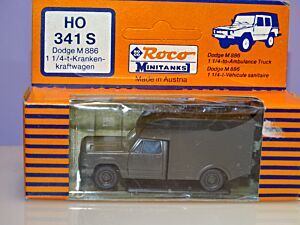 HO
341 S
Dodge M 886
1 1/4-t-Kranken-
kraftwagen
Roco
MINITANKS
Made in Austria
Dodge M 886
1 1/4-to-Ambulance Truck
Dodge M 886
1 1/4-t-Véhicule sanitaire